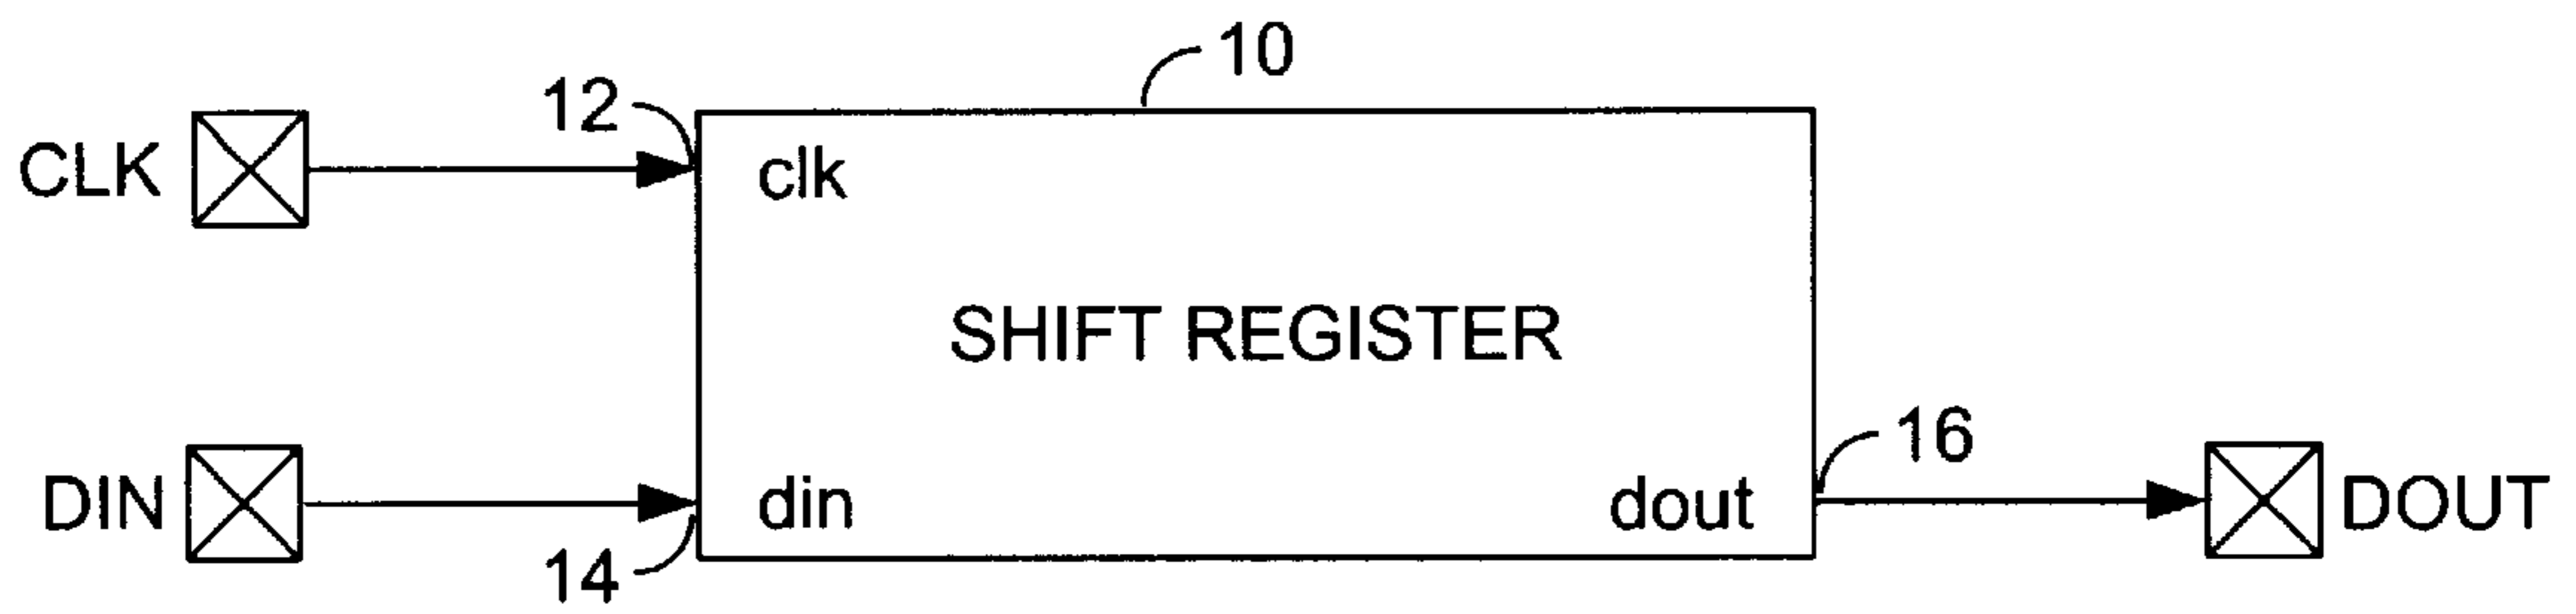 10
12
CLK
clk
SHIFT REGISTER
16
DIN
din
dout
DOUT
14